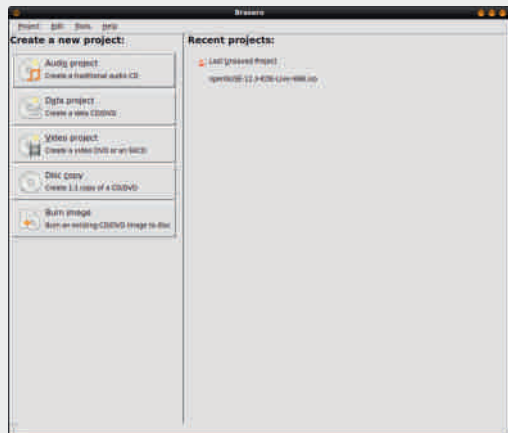 Brasero
Project Edit Tools Help
Create a new project:
Audio project
Create a traditional audio CD
Data project
Create a data CD/DVD
Video project
Create a video DVD or an SVCD
Disc copy
Create 1:1 copy of a CD/DVD
Burn image
Burn an existing CD/DVD image to disc
Recent projects:
Last Unsaved Project